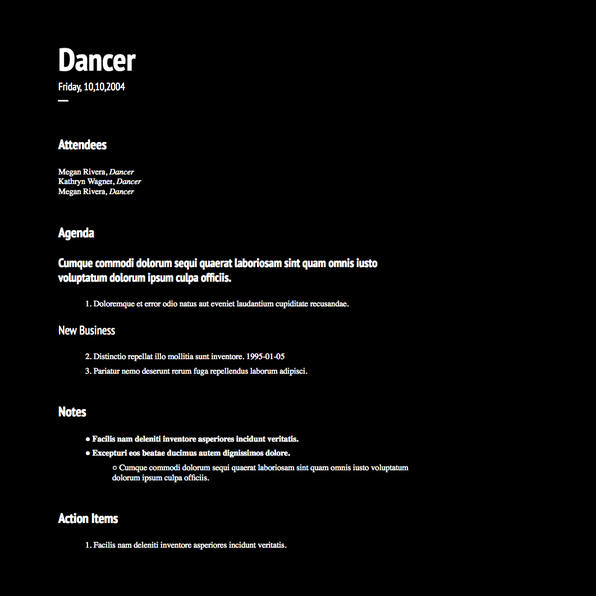 Dancer
Friday, 10,10,2004
Attendees
Megan Rivera, Dancer
Kathryn Wagner, Dancer
Megan Rivera, Dancer
Agenda
Cumque commodi dolorum sequi quaerat laboriosam sint quam omnis iusto
voluptatum dolorum ipsum culpa officiis.
1. Doloremque et error odio natus aut eveniet laudantium cupiditate recusandae.
New Business
2. Distinctio repellat illo mollitia sunt inventore. 1995-01-05
3. Pariatur nemo deserunt rerum fuga repellendus laborum adipisci.
Notes
● Facilis nam deleniti inventore asperiores incidunt veritatis.
● Excepturi eos beatae ducimus autem dignissimos dolore.
○ Cumque commodi dolorum sequi quaerat laboriosam sint quam omnis iusto voluptatum
dolorum ipsum culpa officiis.
Action Items
1. Facilis nam deleniti inventore asperiores incidunt veritatis.